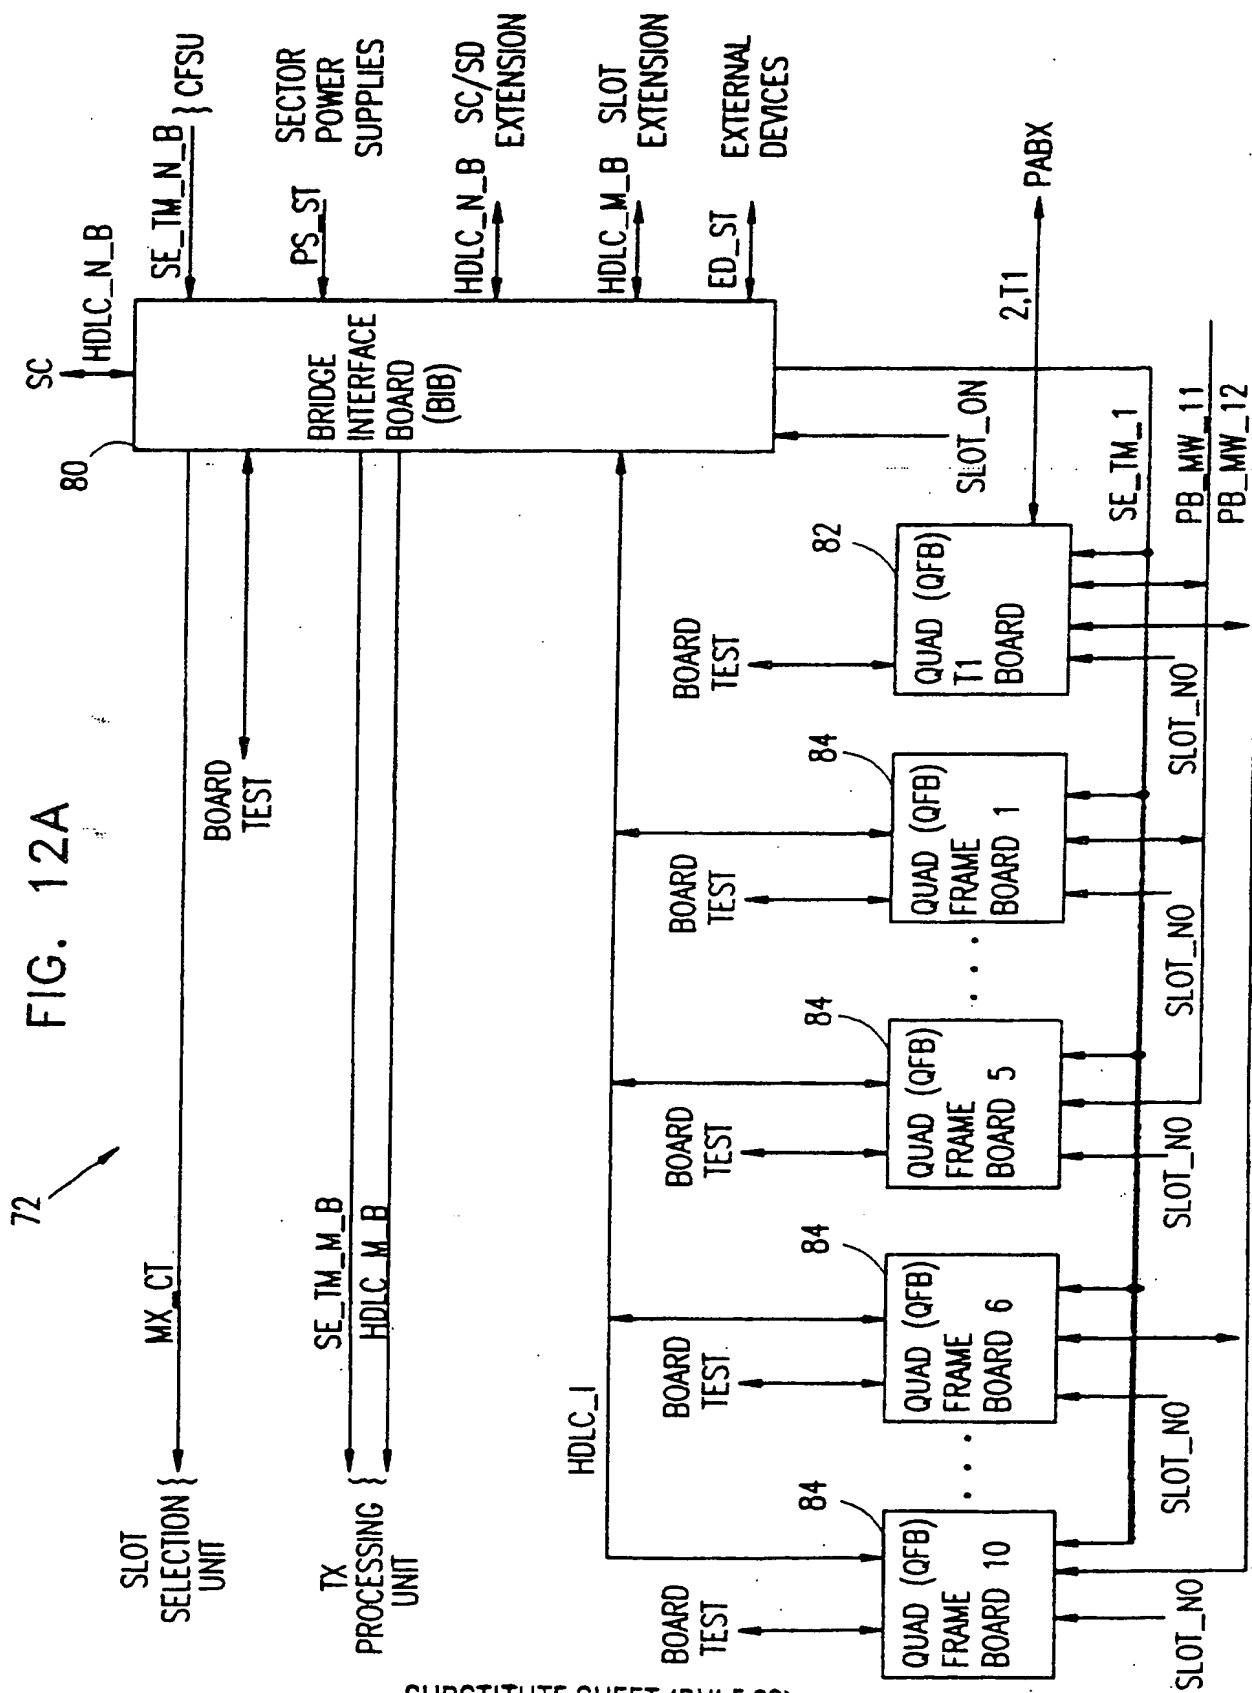 FIG. 12A
72
80
SC
HDLC_N_B
SE_TM_N_B } CFSU
PS_ST
SECTOR
POWER
SUPPLIES
HDLC_N_B
SC/SD
EXTENSION
HDLC_M_B
SLOT
EXTENSION
ED_ST
EXTERNAL
DEVICES
BRIDGE
INTERFACE
BOARD
(BIB)
MX_CT
SLOT
SELECTION }
UNIT
BOARD
TEST
SE_TM_M_B
HDLC_M_B
TX
PROCESSING }
UNIT
HDLC_I
SLOT_ON
2,T1
PABX
BOARD
TEST
84
QUAD (QFB)
FRAME
BOARD 10
SLOT_NO
BOARD
TEST
84
QUAD (QFB)
FRAME
BOARD 6
SLOT_NO
BOARD
TEST
84
QUAD (QFB)
FRAME
BOARD 5
SLOT_NO
BOARD
TEST
84
QUAD (QFB)
FRAME
BOARD 1
SLOT_NO
BOARD
TEST
82
QUAD (QFB)
T1
BOARD
SLOT_NO
SE_TM_1
PB_MW_11
PB_MW_12